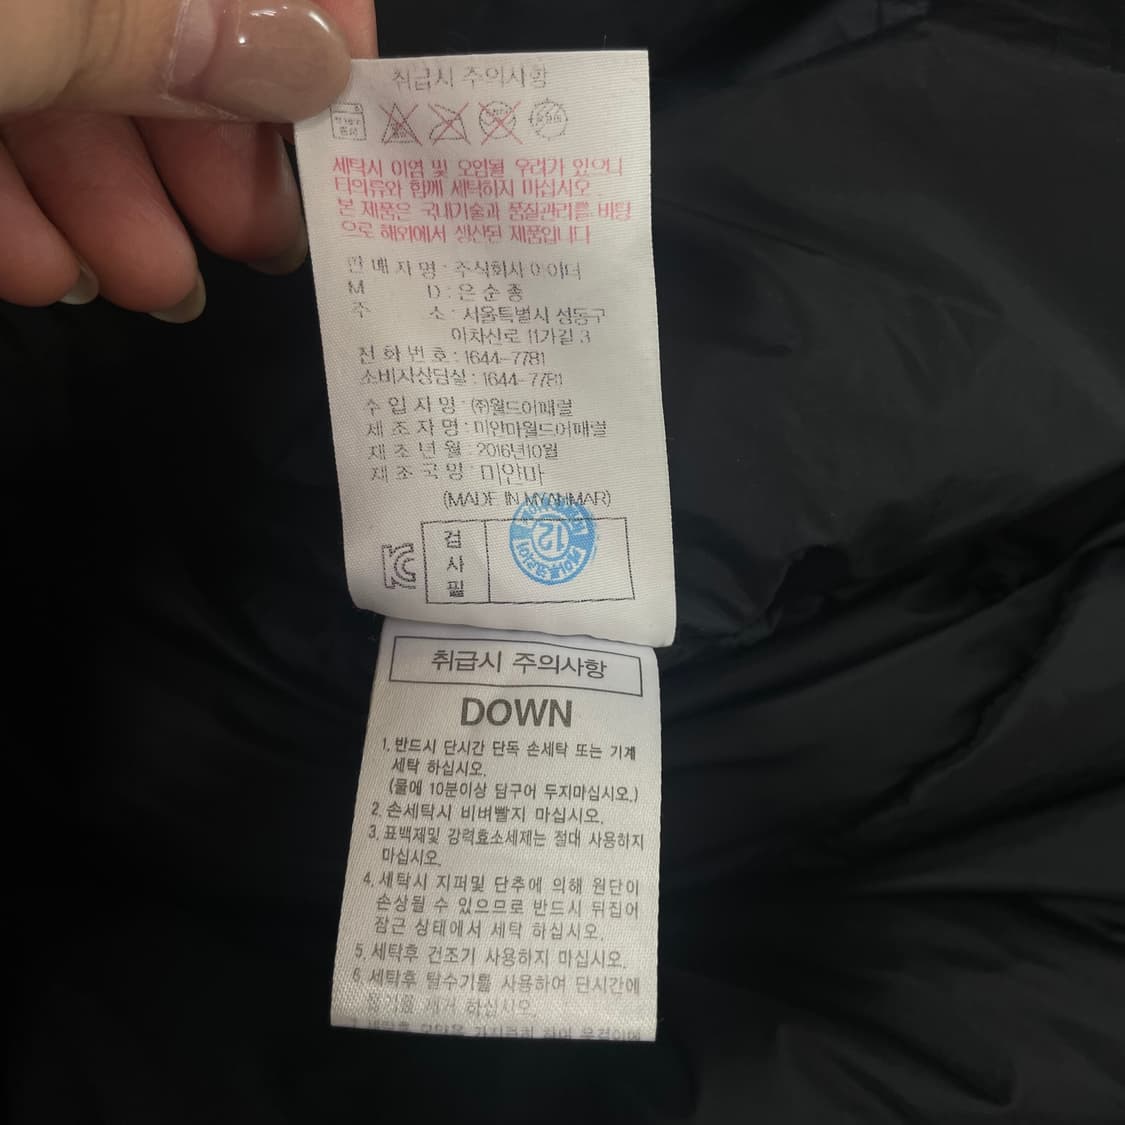 취급시 주의사항
세탁시 이염 및 오염될 우려가 있으니
타의류와 함께 세탁하지 마십시오
본 제품은 국내기술과 품질관리를 바탕
으로 해외에서 생산된 제품입니다
판 매 자 명 : 주식회사 아이더
M D : 은 순 종
주 소 : 서울특별시 성동구
아차산로 11가길 3
전 화 번 호 : 1644-7781
소비자상담실 : 1644-7781
수 입 자 명 : (주)월드어패럴
제 조 자 명 : 미얀마월드어패럴
제 조 년 월 : 2016년10월
제 조 국 명 : 미얀마
(MADE IN MYANMAR)
검
사
필
12
취급시 주의사항
DOWN
1. 반드시 단시간 단독 손세탁 또는 기계
세탁 하십시오.
(물에 10분이상 담구어 두지마십시오.)
2. 손세탁시 비벼빨지 마십시오.
3. 표백제및 강력효소세제는 절대 사용하지
마십시오.
4. 세탁시 지퍼및 단추에 의해 원단이
손상될 수 있으므로 반드시 뒤집어
잠근 상태에서 세탁 하십시오.
5. 세탁후 건조기 사용하지 마십시오.
6 세탁후 탈수기를 사용하여 단시간에
물기를 제거 하십시오.